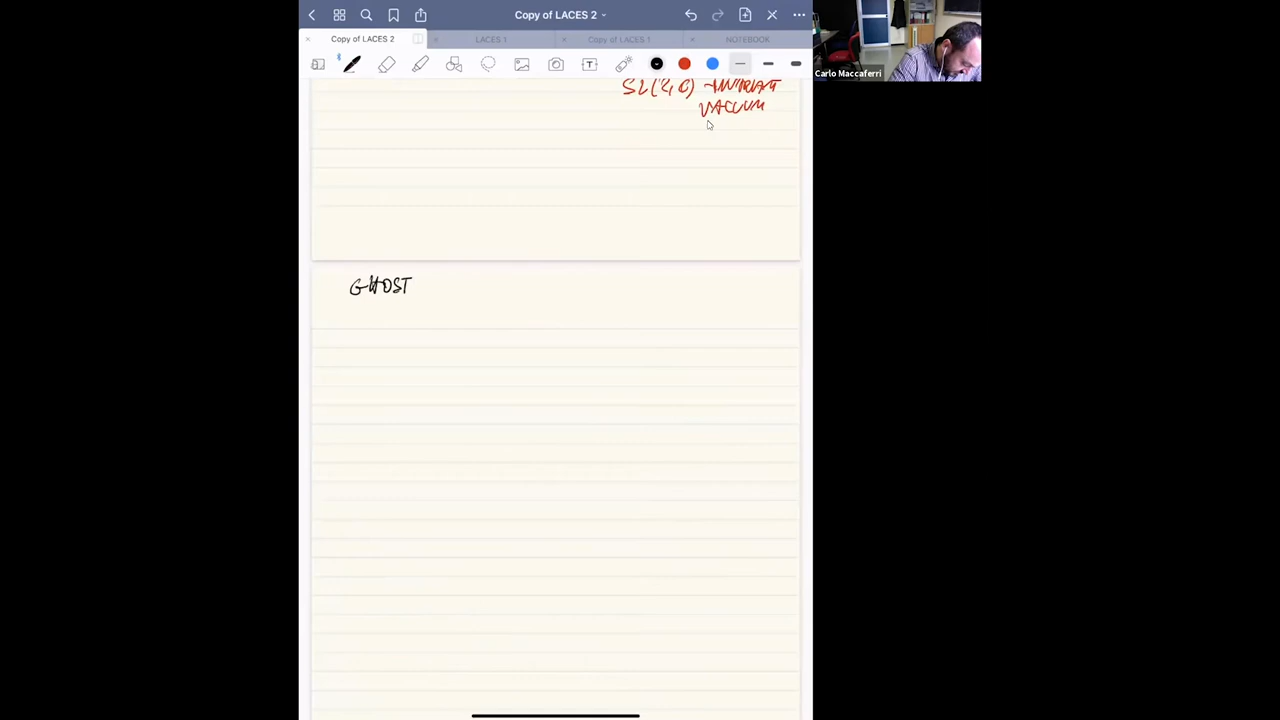 Copy of LACES 2
Copy of LACES 2
LACES 1
Copy of LACES 1
NOTEBOOK
T
Carlo Maccaferri
SL(2,C) -INVARIANT
VACUUM
GHOST